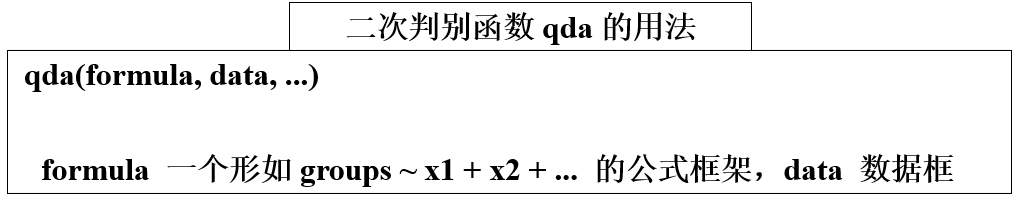 二次判别函数 qda 的用法
qda(formula, data, ...)
formula 一个形如 groups ~ x1 + x2 + ... 的公式框架，data 数据框